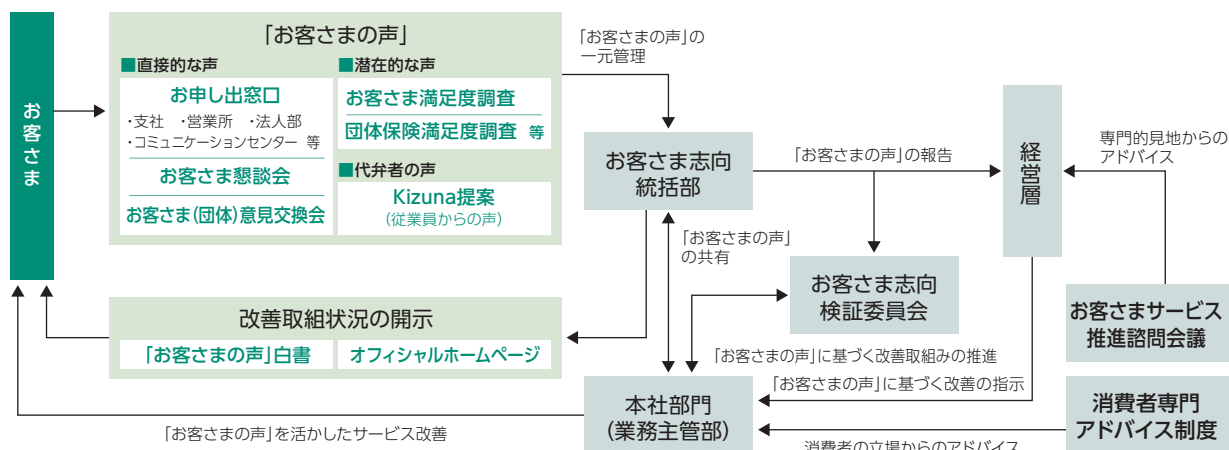 お客さま
「お客さまの声」
■直接的な声
お申し出窓口
・支社 ・営業所 ・法人部
・コミュニケーションセンター 等
お客さま懇談会
お客さま(団体)意見交換会
■潜在的な声
お客さま満足度調査
団体保険満足度調査 等
■代弁者の声
Kizuna提案
(従業員からの声)
「お客さまの声」の
一元管理
お客さま志向
統括部
「お客さまの声」の報告
経営層
専門的見地からの
アドバイス
「お客さまの声」
の共有
お客さま志向
検証委員会
お客さまサービス
推進諮問会議
改善取組状況の開示
「お客さまの声」白書
オフィシャルホームページ
「お客さまの声」に基づく改善取組みの推進
「お客さまの声」に基づく改善の指示
本社部門
(業務主管部)
消費者専門
アドバイス制度
「お客さまの声」を活かしたサービス改善
消費者の立場からのアドバイス